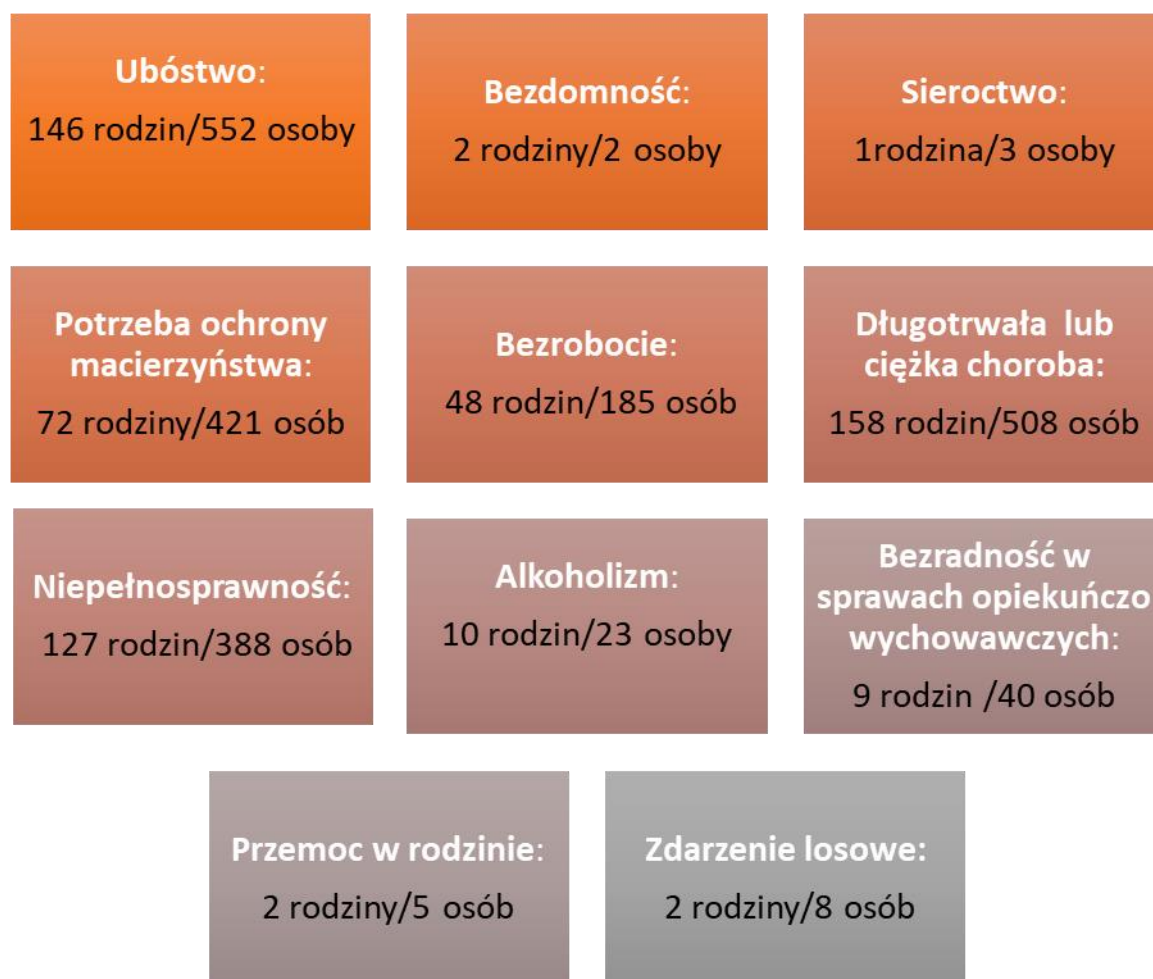 Ubóstwo:
146 rodzin/552 osoby
Bezdomność:
2 rodziny/2 osoby
Sieroctwo:
1rodzina/3 osoby
Potrzeba ochrony
macierzyństwa:
72 rodziny/421 osób
Bezrobocie:
48 rodzin/185 osób
Długotrwała  lub
ciężka choroba:
158 rodzin/508 osób
Niepełnosprawność:
127 rodzin/388 osób
Alkoholizm:
10 rodzin/23 osoby
Bezradność w
sprawach opiekuńczo
wychowawczych:
9 rodzin /40 osób
Przemoc w rodzinie:
2 rodziny/5 osób
Zdarzenie losowe:
2 rodziny/8 osób